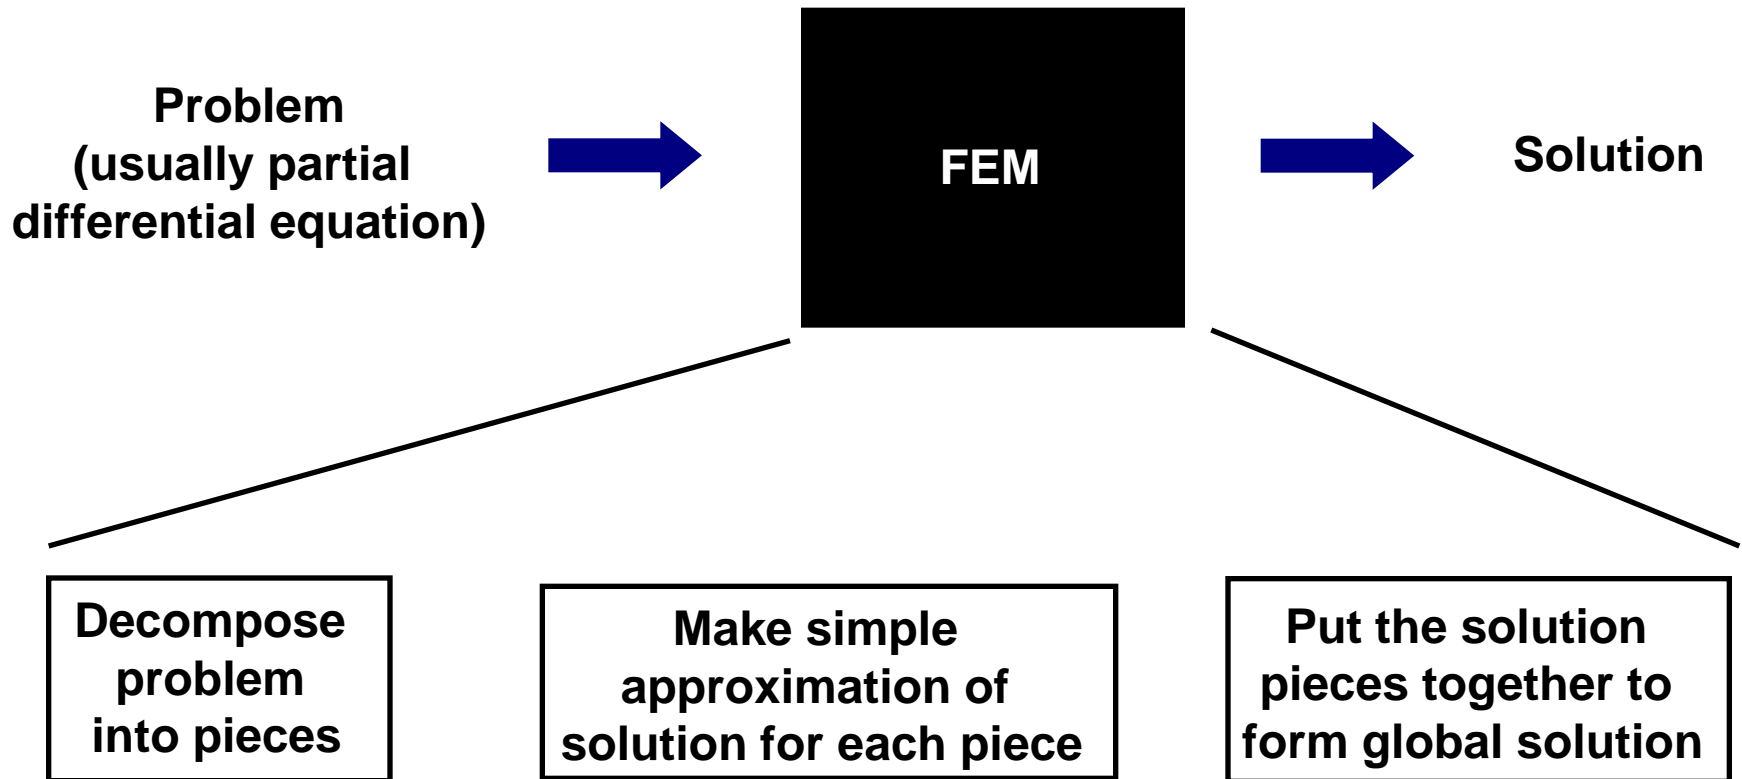 Problem
(usually partial
differential equation)
FEM
Solution
Decompose
problem
into pieces
Make simple
approximation of
solution for each piece
Put the solution
pieces together to
form global solution